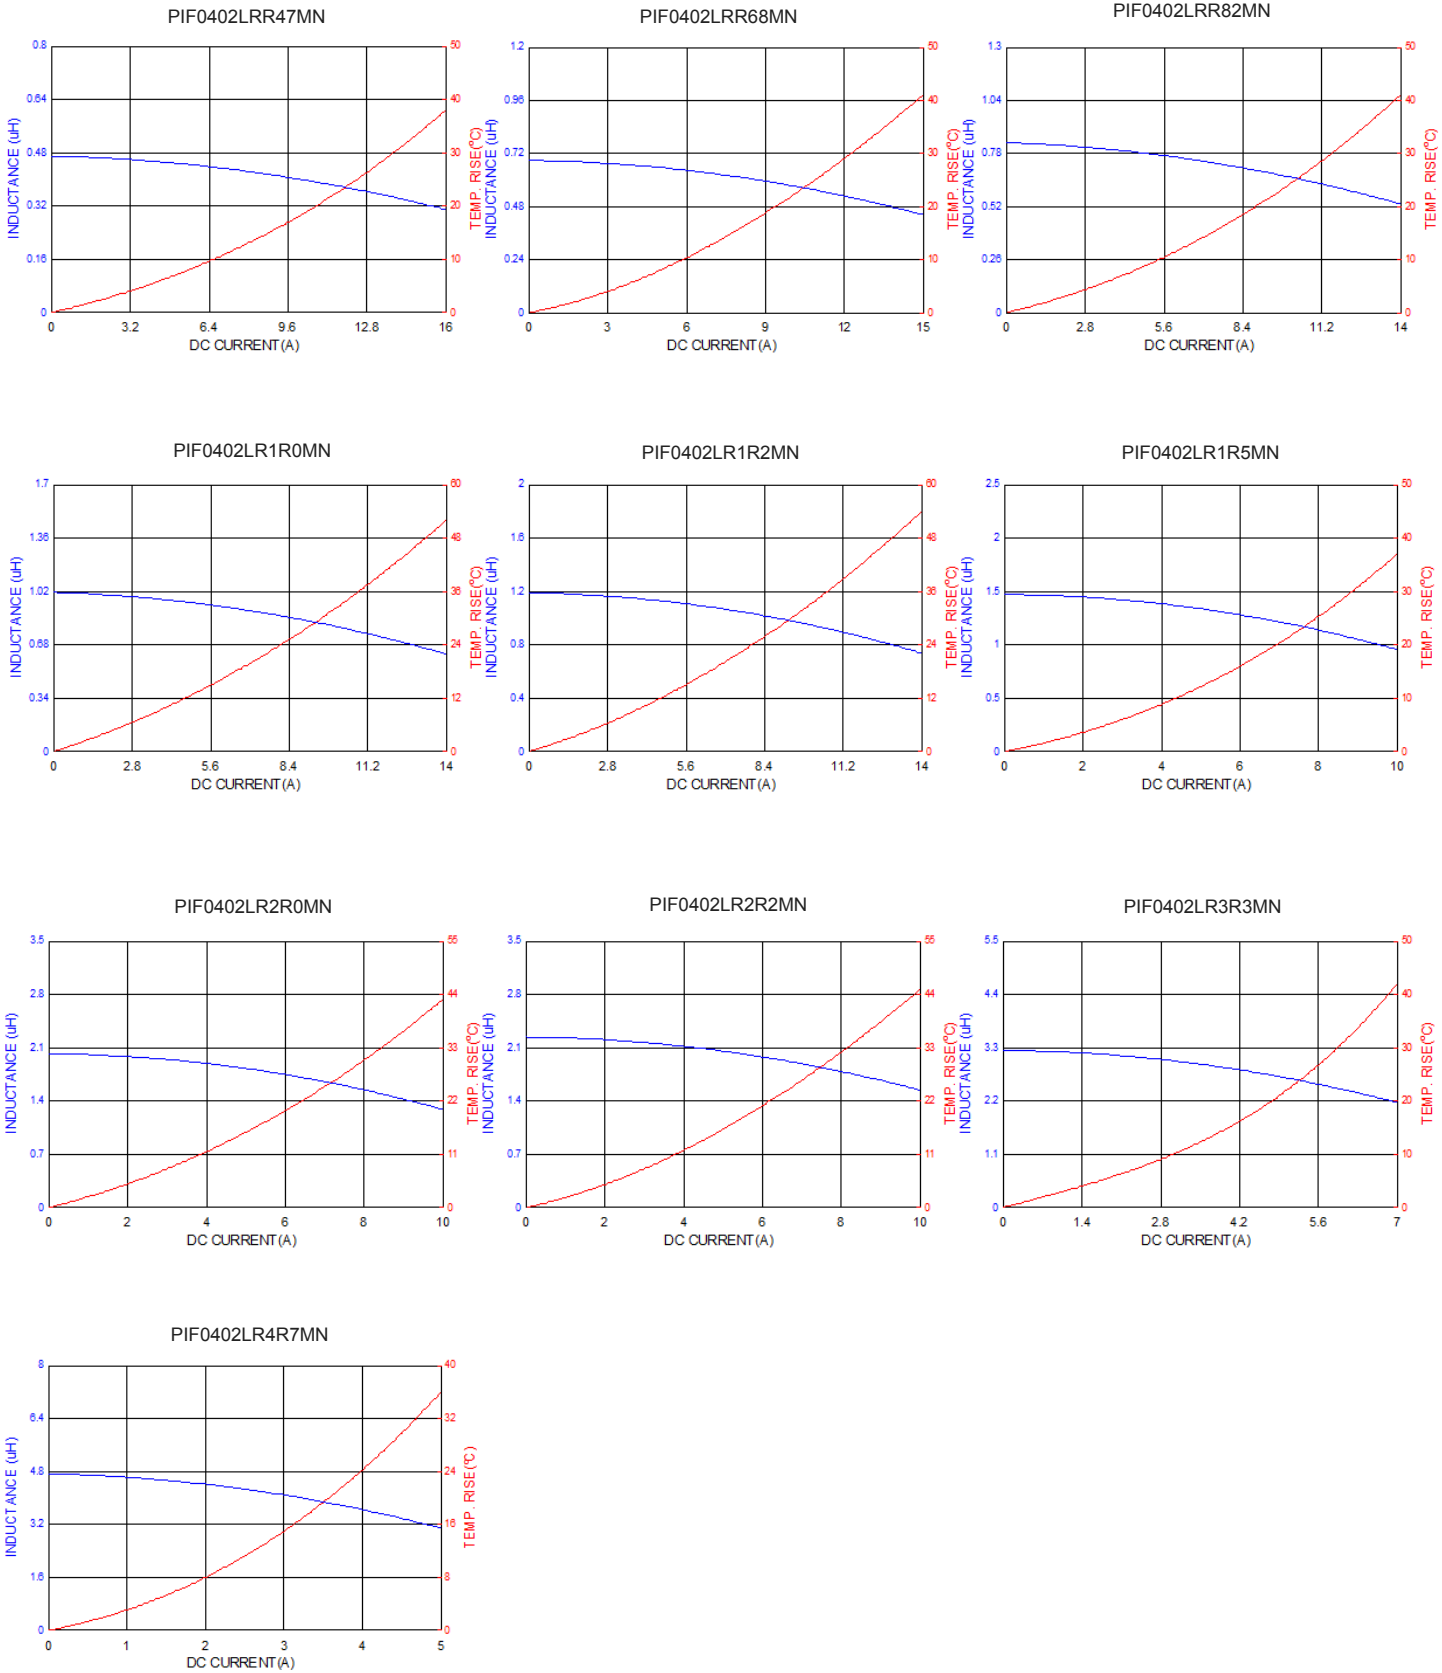 PIF0402LRR47MN
0.8
0.64
0.48
0.32
0.16
0
INDUCTANCE (uH)
50
40
30
20
10
0
TEMP. RISE(°C)
0 3.2 6.4 9.6 12.8 16
DC CURRENT(A)
PIF0402LRR68MN
1.2
0.96
0.72
0.48
0.24
0
INDUCTANCE (uH)
50
40
30
20
10
0
TEMP. RISE(°C)
0 3 6 9 12 15
DC CURRENT(A)
PIF0402LRR82MN
1.3
1.04
0.78
0.52
0.26
0
INDUCTANCE (uH)
50
40
30
20
10
0
TEMP. RISE(°C)
0 2.8 5.6 8.4 11.2 14
DC CURRENT(A)
PIF0402LR1R0MN
1.7
1.36
1.02
0.68
0.34
0
INDUCTANCE (uH)
60
48
36
24
12
0
TEMP. RISE(°C)
0 2.8 5.6 8.4 11.2 14
DC CURRENT(A)
PIF0402LR1R2MN
2
1.6
1.2
0.8
0.4
0
INDUCTANCE (uH)
60
48
36
24
12
0
TEMP. RISE(°C)
0 2.8 5.6 8.4 11.2 14
DC CURRENT(A)
PIF0402LR1R5MN
2.5
2
1.5
1
0.5
0
INDUCTANCE (uH)
50
40
30
20
10
0
TEMP. RISE(°C)
0 2 4 6 8 10
DC CURRENT(A)
PIF0402LR2R0MN
3.5
2.8
2.1
1.4
0.7
0
INDUCTANCE (uH)
55
44
33
22
11
0
TEMP. RISE(°C)
0 2 4 6 8 10
DC CURRENT(A)
PIF0402LR2R2MN
3.5
2.8
2.1
1.4
0.7
0
INDUCTANCE (uH)
55
44
33
22
11
0
TEMP. RISE(°C)
0 2 4 6 8 10
DC CURRENT(A)
PIF0402LR3R3MN
5.5
4.4
3.3
2.2
1.1
0
INDUCTANCE (uH)
50
40
30
20
10
0
TEMP. RISE(°C)
0 1.4 2.8 4.2 5.6 7
DC CURRENT(A)
PIF0402LR4R7MN
8
6.4
4.8
3.2
1.6
0
INDUCTANCE (uH)
40
32
24
16
8
0
TEMP. RISE(°C)
0 1 2 3 4 5
DC CURRENT(A)